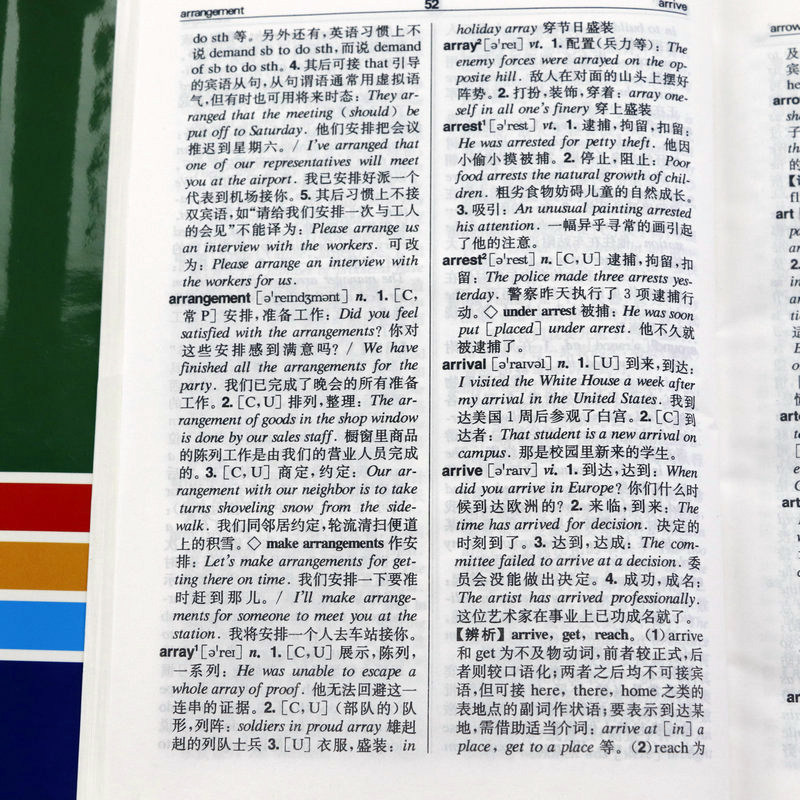 arrangement
52
arrive
do sth 等。另外还有,英语习惯上不
说 demand sb to do sth, 而说 demand
of sb to do sth。4. 其后可接 that 引导
的宾语从句,从句谓语通常用虚拟语
气,但有时也可用将来时态: They ar-
ranged that the meeting (should) be
put off to Saturday. 他们安排把会议
推迟到星期六。/ I've arranged that
one of our representatives will meet
you at the airport. 我已安排好派一个
代表到机场接你。5. 其后习惯上不接
双宾语,如“请给我们安排一次与工人
的会见”不能译为: Please arrange us
an interview with the workers. 可改
为: Please arrange an interview with
the workers for us.
arrangement [ə'reɪndʒmənt] n. 1. [C,
常 P] 安排,准备工作: Did you feel
satisfied with the arrangements? 你对
这些安排感到满意吗? / We have
finished all the arrangements for the
party. 我们已完成了晚会的所有准备
工作。2. [C, U] 排列,整理: The ar-
rangement of goods in the shop window
is done by our sales staff. 橱窗里商品
的陈列工作是由我们的营业人员完成
的。3. [C, U] 商定,约定: Our ar-
rangement with our neighbor is to take
turns shoveling snow from the side-
walk. 我们同邻居约定,轮流清扫便道
上的积雪。◇ make arrangements 作安
排: Let's make arrangements for get-
ting there on time. 我们安排一下要准
时赶到那儿。/ I'll make arrange-
ments for someone to meet you at the
station. 我将安排一个人去车站接你。
array¹ [ə'reɪ] n. 1. [C, U] 展示,陈列,
一系列: He was unable to escape a
whole array of proof. 他无法回避这一
连串的证据。2. [C, U] (部队的)队
形,列阵: soldiers in proud array 雄赳
赳的列队士兵 3. [U] 衣服,盛装: in
holiday array 穿节日盛装
array² [ə'reɪ] vt. 1. 配置(兵力等): The
enemy forces were arrayed on the op-
posite hill. 敌人在对面的山头上摆好
阵势。2. 打扮,装饰,穿着: array one-
self in all one's finery 穿上盛装
arrest¹ [ə'rest] vt. 1. 逮捕,拘留,扣留:
He was arrested for petty theft. 他因
小偷小摸被捕。2. 停止,阻止: Poor
food arrests the natural growth of chil-
dren. 粗劣食物妨碍儿童的自然成长。
3. 吸引: An unusual painting arrested
his attention. 一幅异乎寻常的画引起
了他的注意。
arrest² [ə'rest] n. [C, U] 逮捕,拘留,扣
留: The police made three arrests yes-
terday. 警察昨天执行了 3 项逮捕行
动。◇ under arrest 被捕: He was soon
put [placed] under arrest. 他不久就
被逮捕了。
arrival [ə'raɪvəl] n. 1. [U] 到来,到达:
I visited the White House a week after
my arrival in the United States. 我到
达美国 1 周后参观了白宫。2. [C] 到
达者: That student is a new arrival on
campus. 那是校园里新来的学生。
arrive [ə'raɪv] vi. 1. 到达,达到: When
did you arrive in Europe? 你们什么时
候到达欧洲的? 2. 来临,到来: The
time has arrived for decision. 决定的
时刻到了。3. 达到,达成: The com-
mittee failed to arrive at a decision. 委
员会没能做出决定。4. 成功,成名:
The artist has arrived professionally.
这位艺术家在事业上已功成名就了。
【辨析】arrive, get, reach。(1) arrive
和 get 为不及物动词,前者较正式,后
者则较口语化;两者之后均不可接宾
语,但可接 here, there, home 之类的
表地点的副词作状语;要表示到达某
地,需借助适当介词: arrive at [in] a
place, get to a place 等。(2) reach 为
arrow